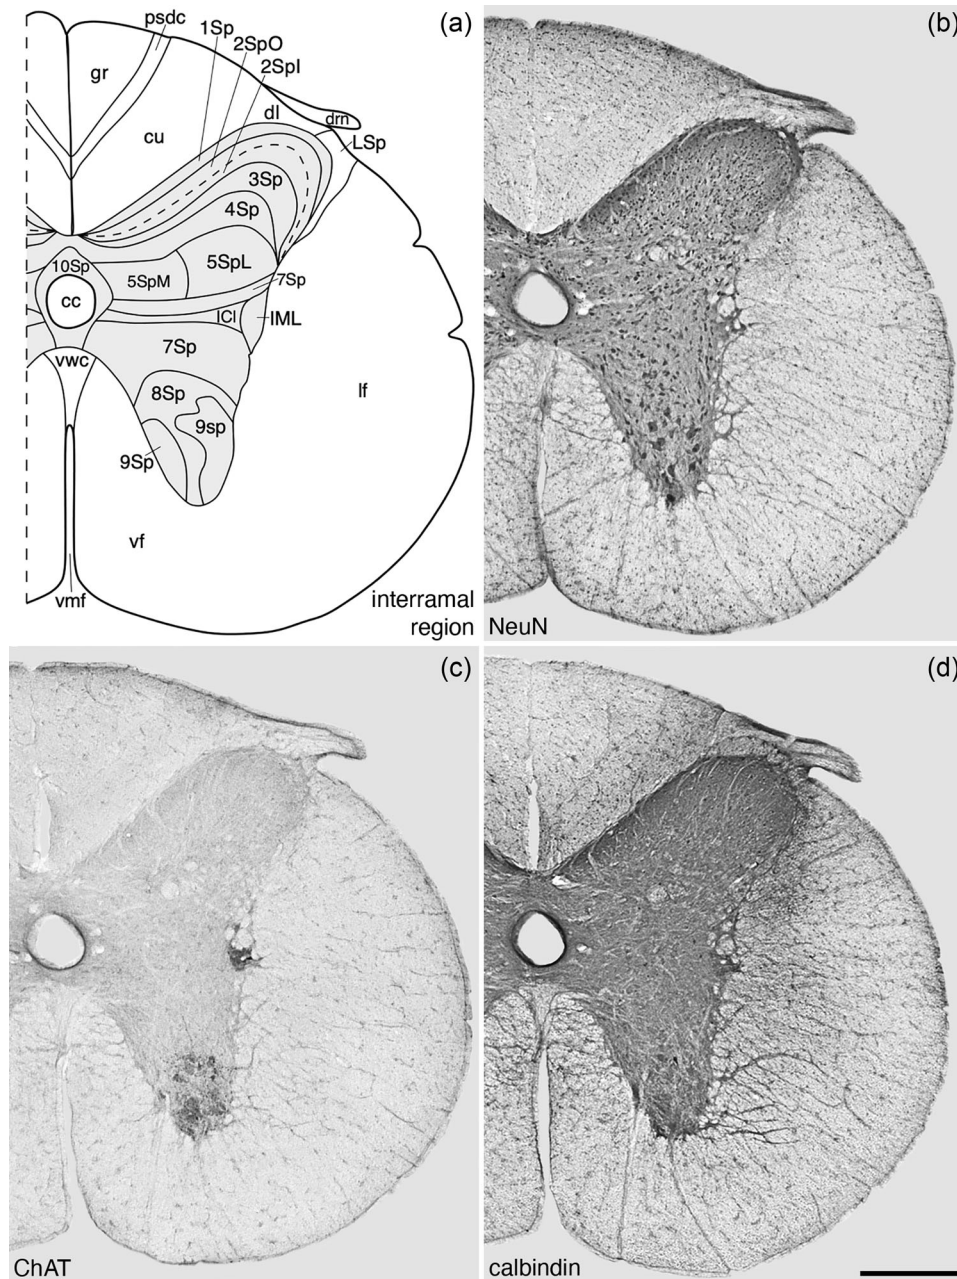 (a)
psdc
1Sp
2SpO
2SpI
gr
dl
drn
cu
LSp
3Sp
4Sp
10Sp
5SpL
5SpM
7Sp
cc
ICl
IML
vwc
7Sp
lf
8Sp
9sp
9Sp
vf
vmf
interramal
region
(b)
NeuN
(c)
ChAT
(d)
calbindin